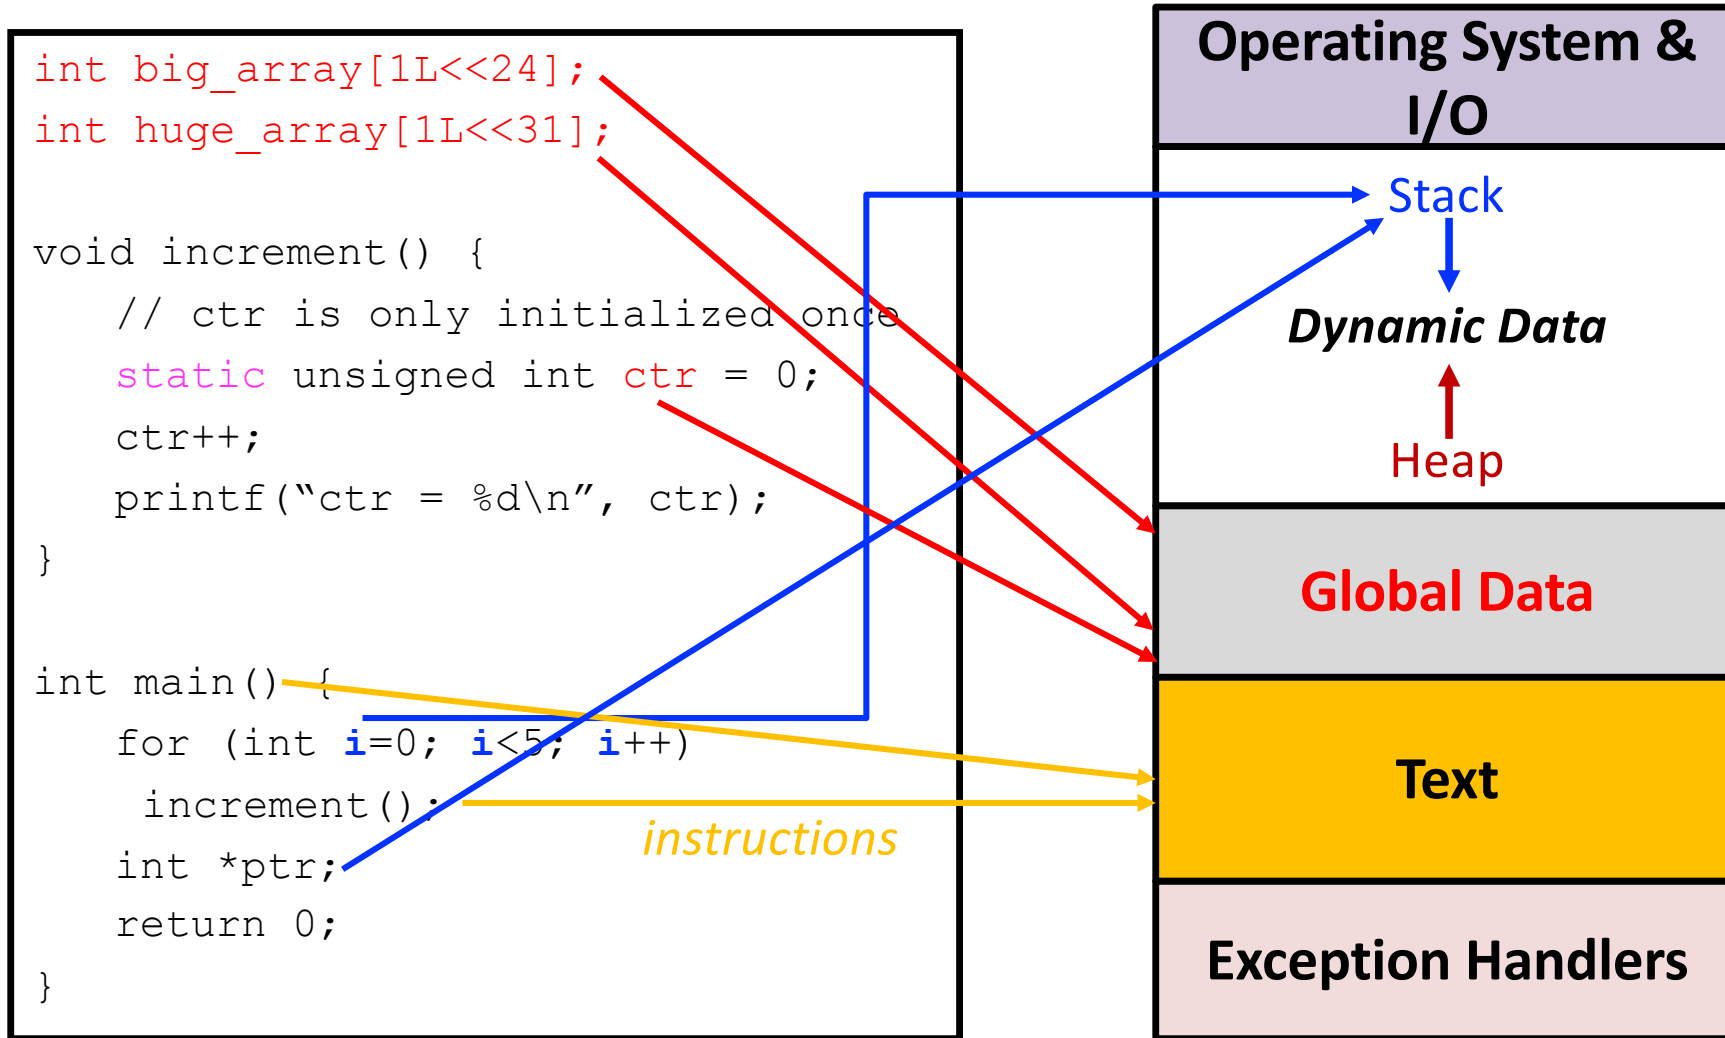 int big_array[1L<<24];
int huge_array[1L<<31];
void increment() {
// ctr is only initialized once
static unsigned int ctr = 0;
ctr++;
printf(“ctr = %d\n”, ctr);
}
int main() {
for (int i=0; i<5; i++)
increment();
int *ptr;
return 0;
}
instructions
Operating System &
I/O
Stack
Dynamic Data
Heap
Global Data
Text
Exception Handlers